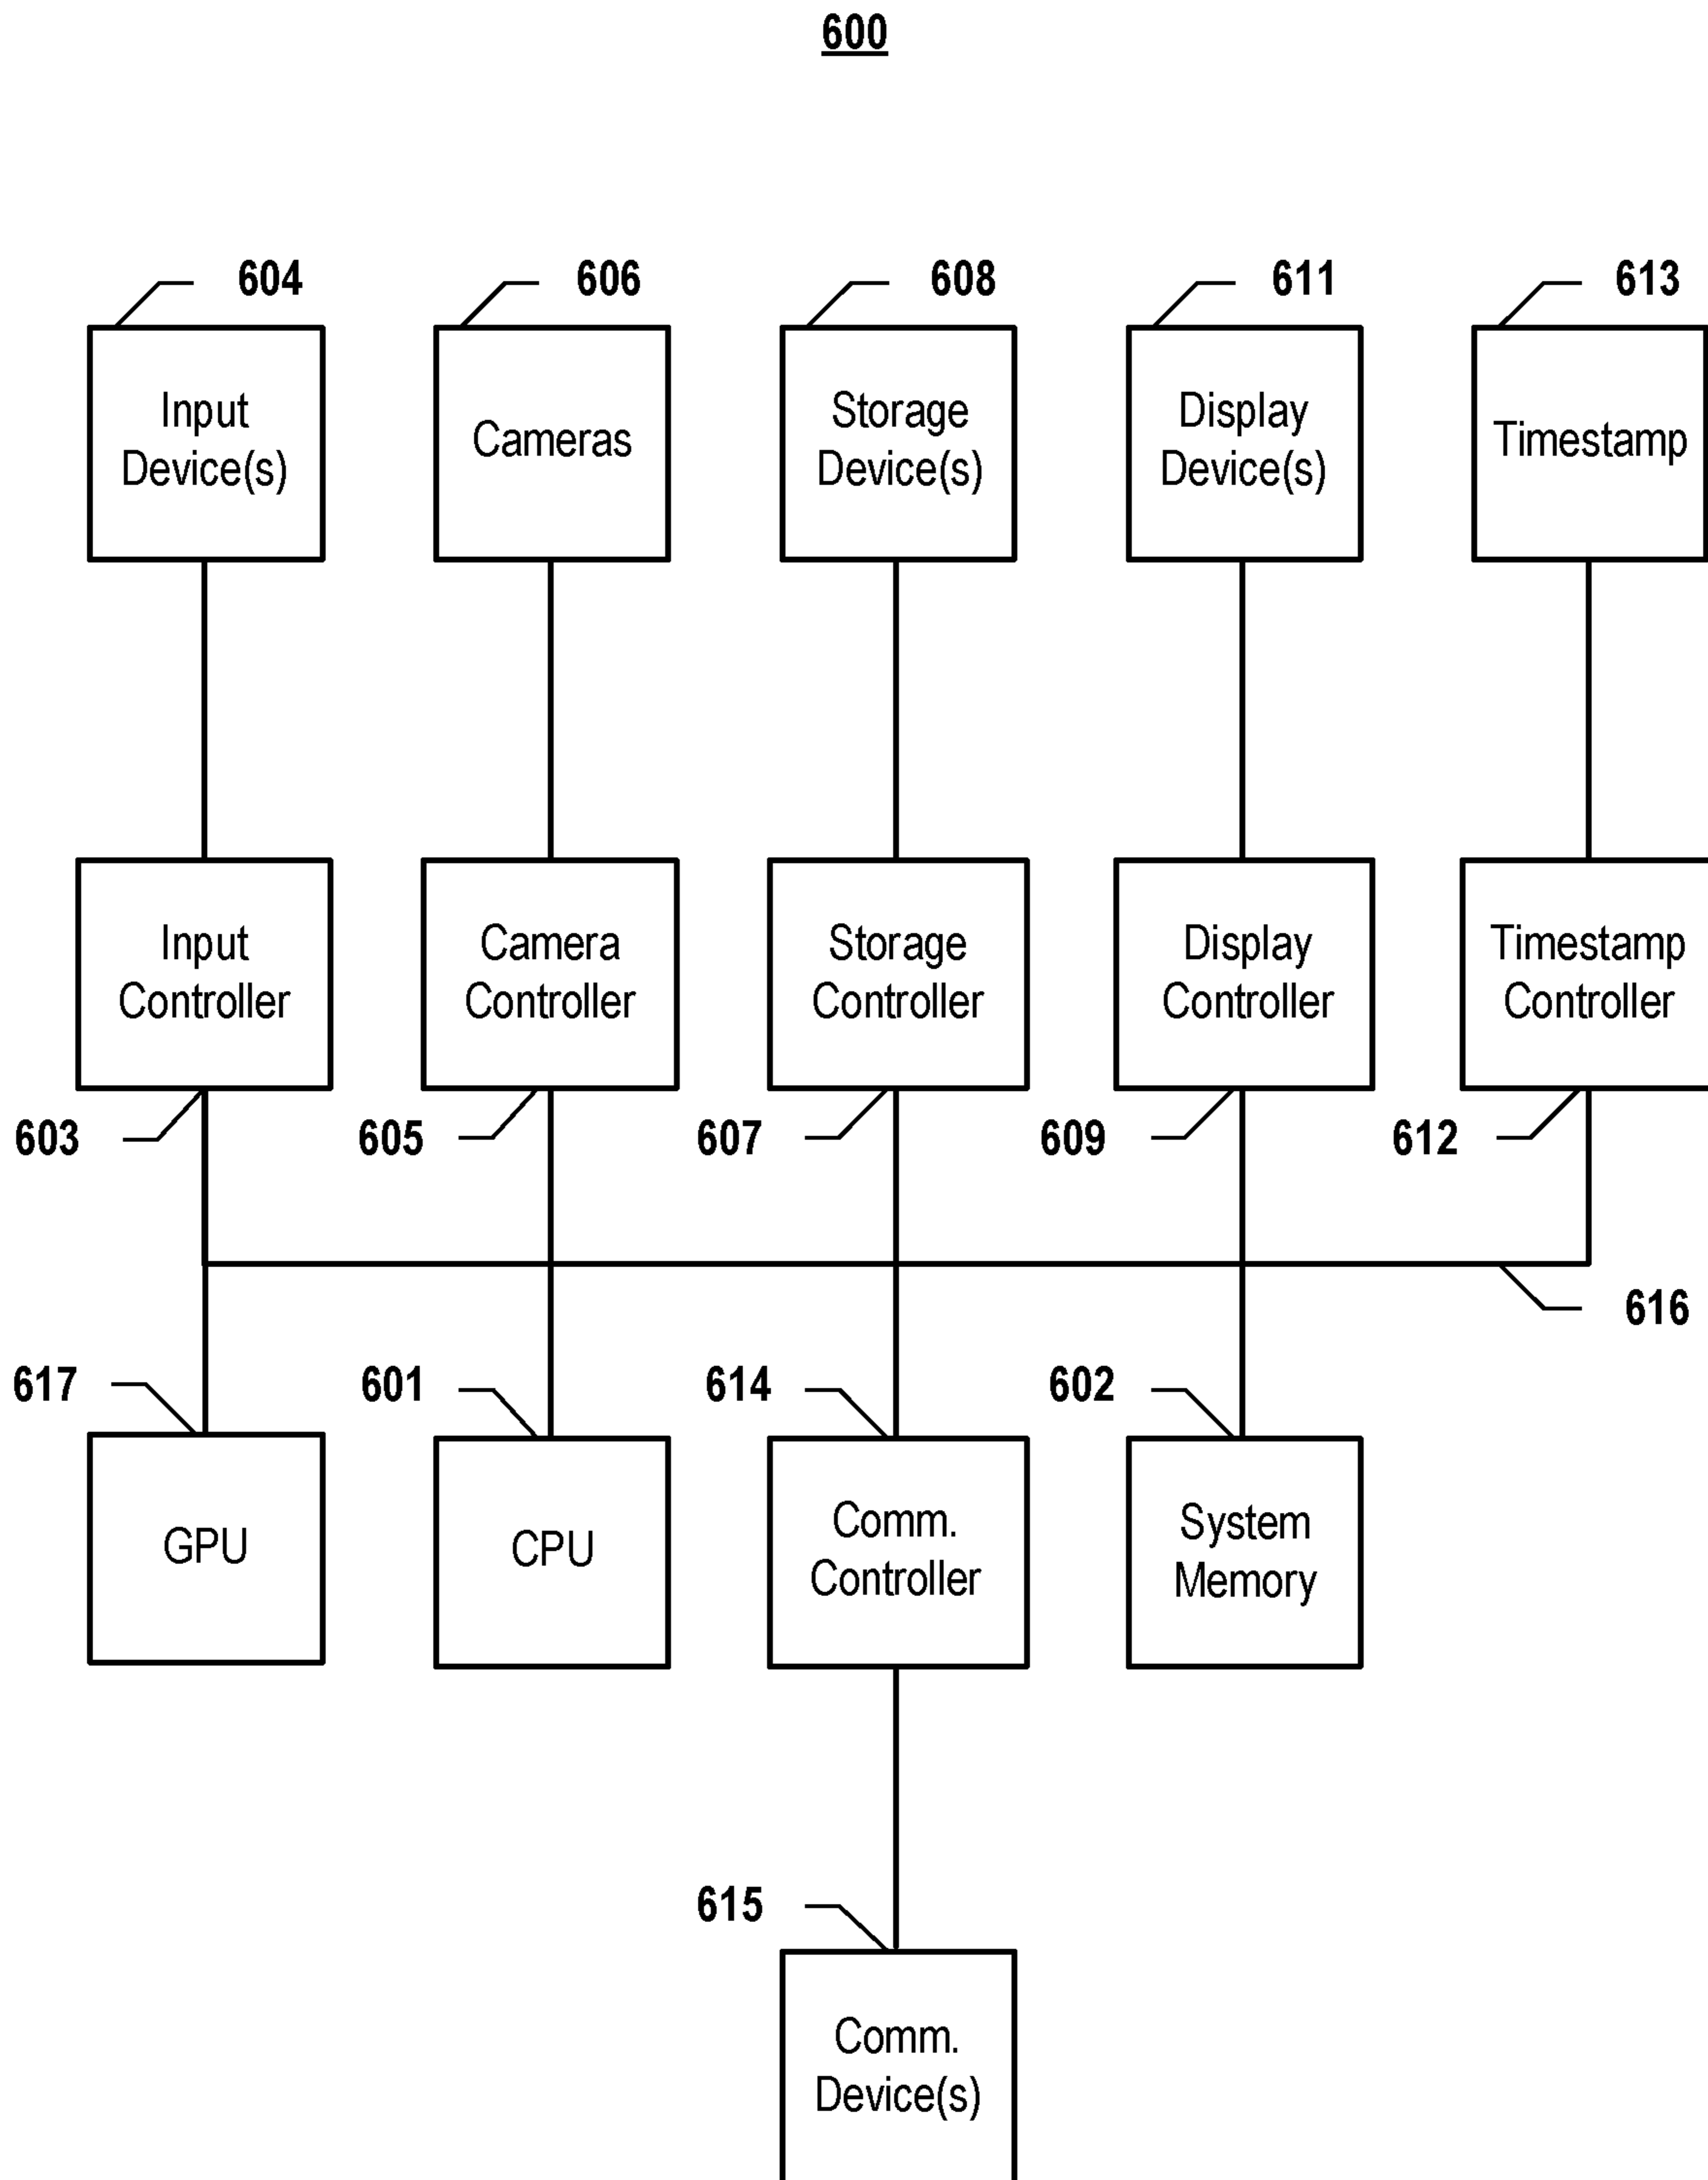 600
604
606
608
611
613
Input
Device(s)
Cameras
Storage
Device(s)
Display
Device(s)
Timestamp
Input
Controller
Camera
Controller
Storage
Controller
Display
Controller
Timestamp
Controller
603
605
607
609
612
616
617
601
614
602
GPU
CPU
Comm.
Controller
System
Memory
615
Comm.
Device(s)